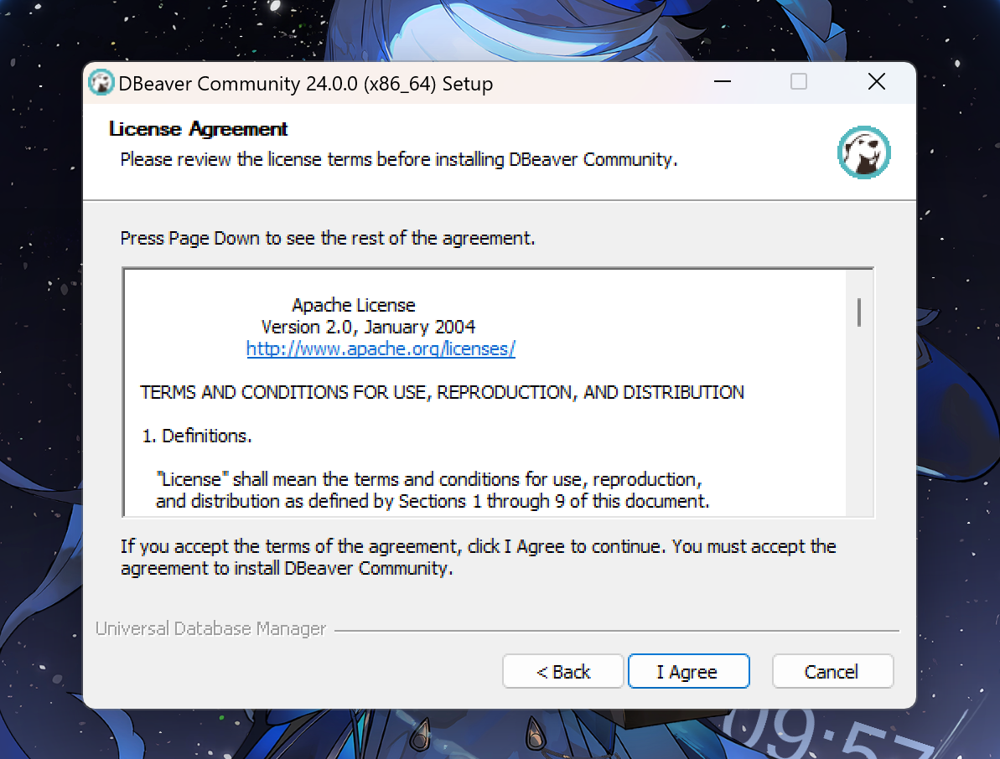 DBeaver Community 24.0.0 (x86_64) Setup
License Agreement
Please review the license terms before installing DBeaver Community.
Press Page Down to see the rest of the agreement.
Apache License
Version 2.0, January 2004
http://www.apache.org/licenses/
TERMS AND CONDITIONS FOR USE, REPRODUCTION, AND DISTRIBUTION
1. Definitions.
"License" shall mean the terms and conditions for use, reproduction,
and distribution as defined by Sections 1 through 9 of this document.
If you accept the terms of the agreement, click I Agree to continue. You must accept the
agreement to install DBeaver Community.
Universal Database Manager
< Back
I Agree
Cancel
09:57